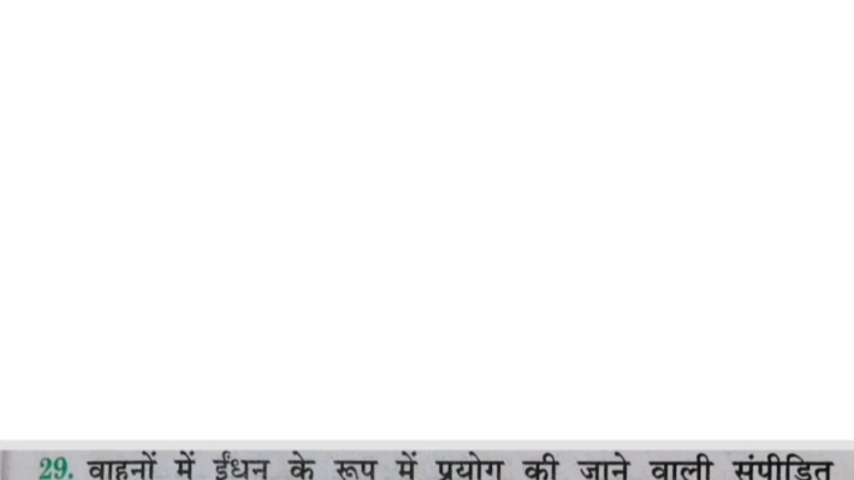 29. वाहनों में ईंधन के रूप में प्रयोग की जाने वाली संपीडित